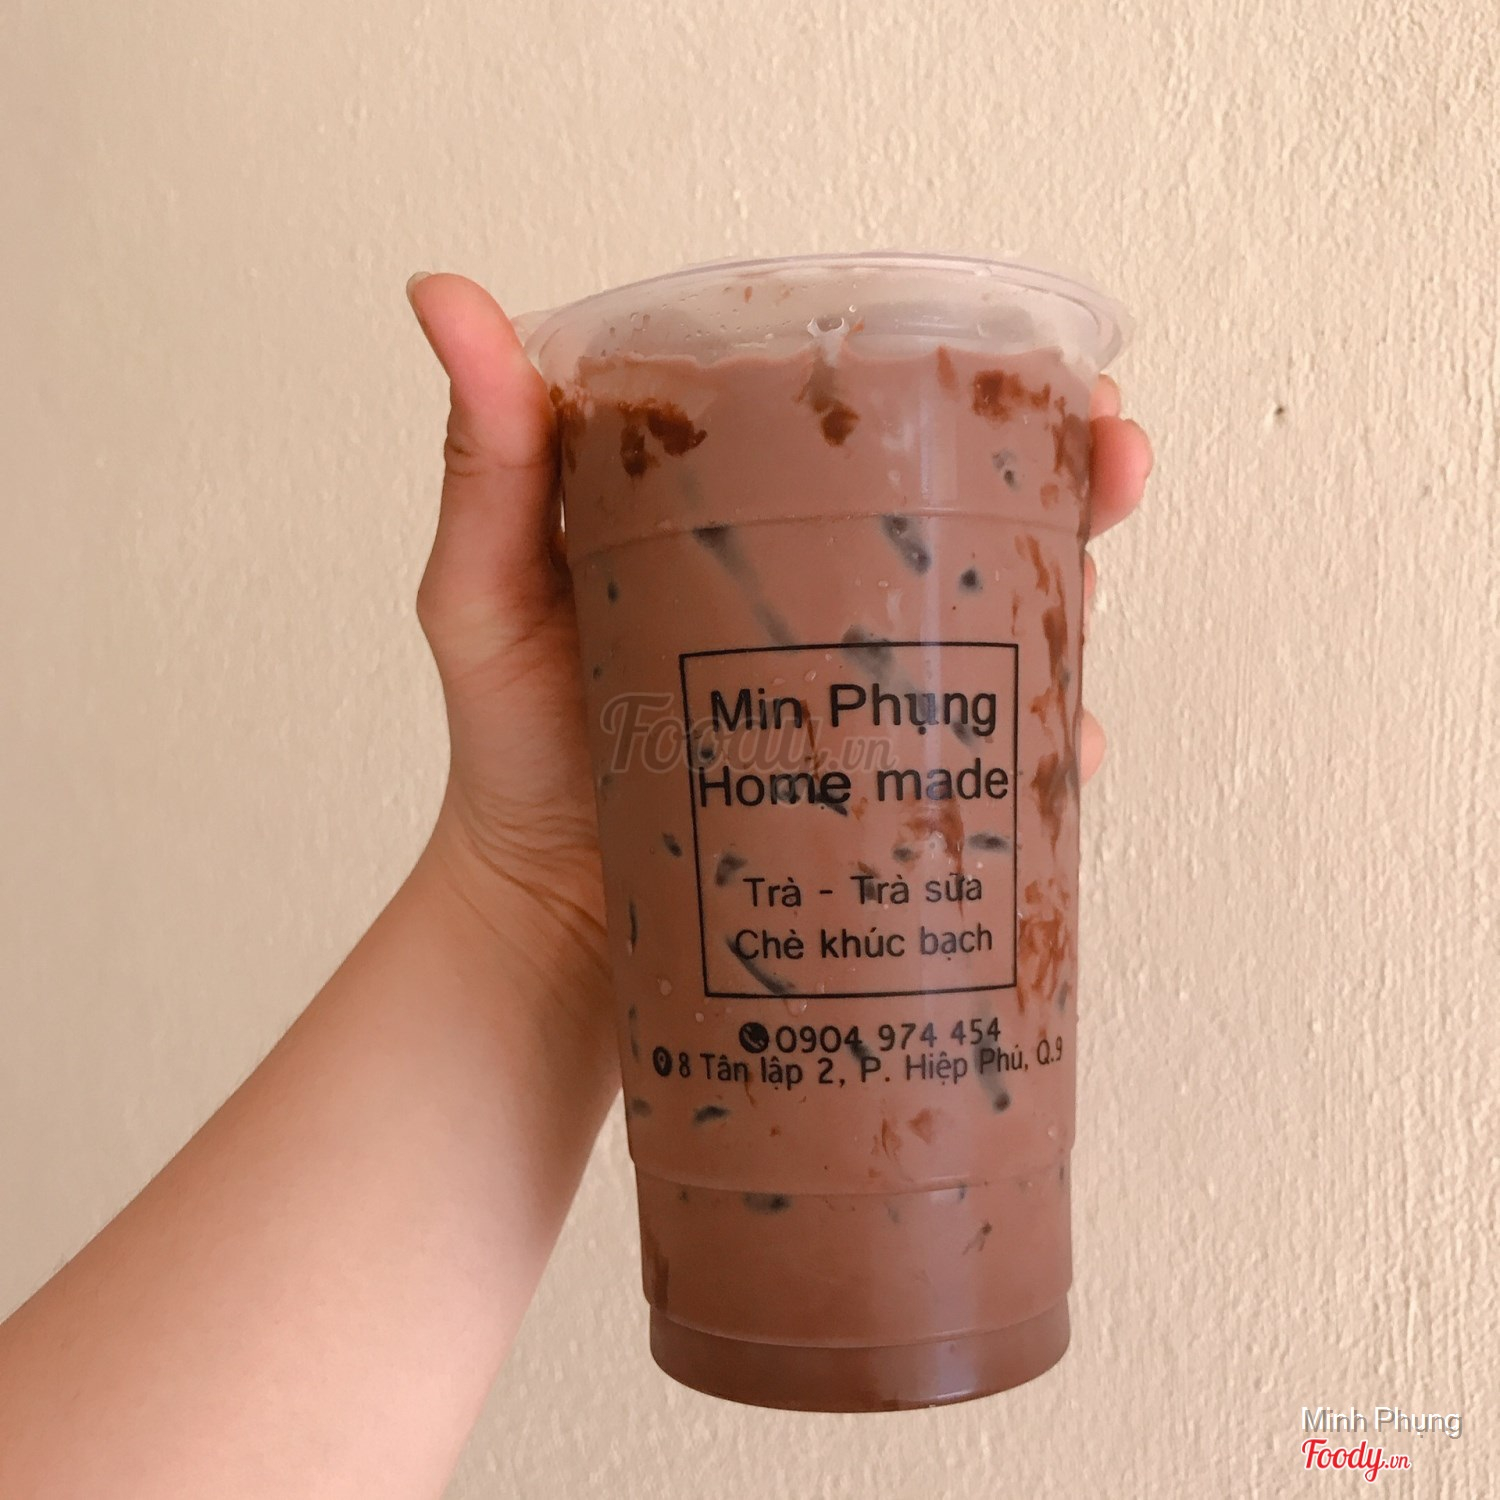 Min Phụng
Foody.vn
Home made
Trà - Trà sữa
Chè khúc bạch
0904 974 454
8 Tân lập 2, P. Hiệp Phú, Q.9
Minh Phụng
Foody.vn